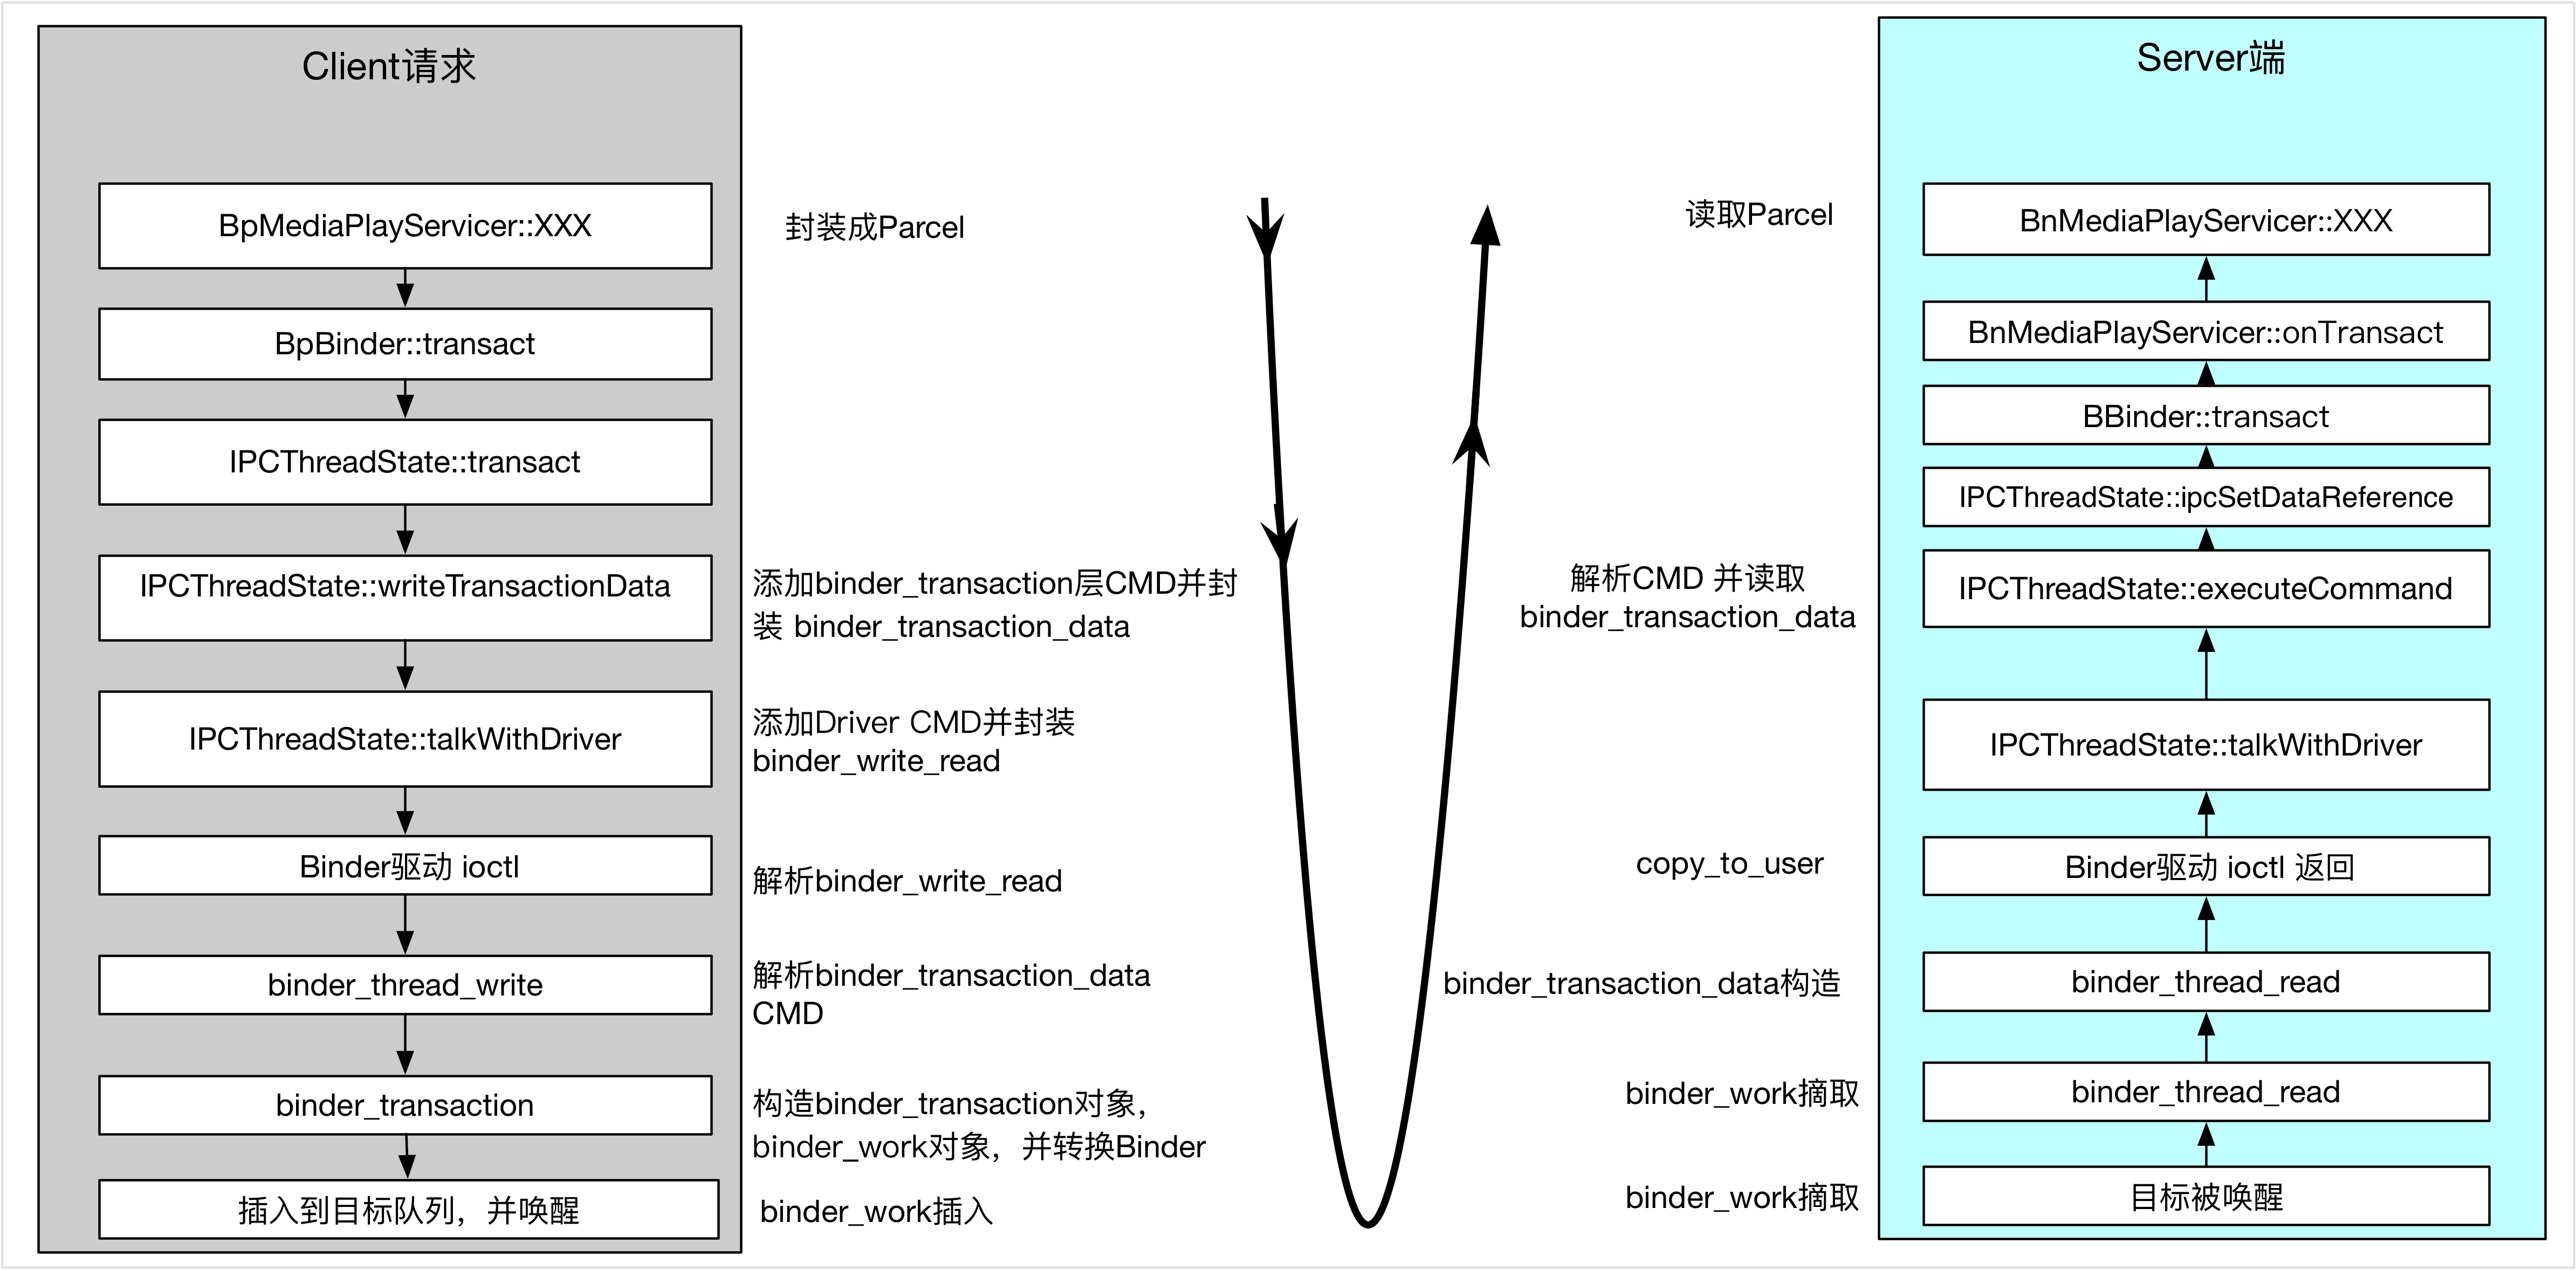 Client请求
BpMediaPlayServicer::XXX
BpBinder::transact
IPCThreadState::transact
IPCThreadState::writeTransactionData
IPCThreadState::talkWithDriver
Binder驱动 ioctl
binder_thread_write
binder_transaction
插入到目标队列，并唤醒
封装成Parcel
添加binder_transaction层CMD并封
装 binder_transaction_data
添加Driver CMD并封装
binder_write_read
解析binder_write_read
解析binder_transaction_data
CMD
构造binder_transaction对象，
binder_work对象，并转换Binder
binder_work插入
读取Parcel
解析CMD 并读取
binder_transaction_data
copy_to_user
binder_transaction_data构造
binder_work摘取
binder_work摘取
Server端
BnMediaPlayServicer::XXX
BnMediaPlayServicer::onTransact
BBinder::transact
IPCThreadState::ipcSetDataReference
IPCThreadState::executeCommand
IPCThreadState::talkWithDriver
Binder驱动 ioctl 返回
binder_thread_read
binder_thread_read
目标被唤醒